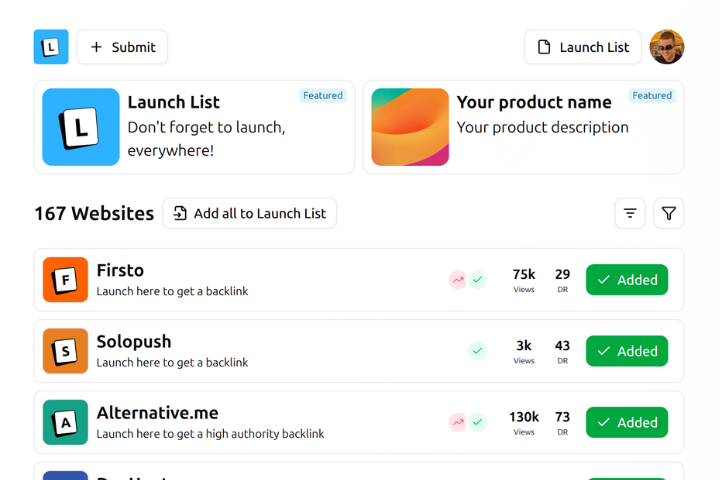 L
Submit
Launch List
L
Launch List
Featured
Don't forget to launch,
everywhere!
Your product name
Featured
Your product description
167 Websites
Add all to Launch List
F
Firsto
Launch here to get a backlink
75k
Views
29
DR
Added
S
Solopush
Launch here to get a backlink
3k
Views
43
DR
Added
A
Alternative.me
Launch here to get a high authority backlink
130k
Views
73
DR
Added